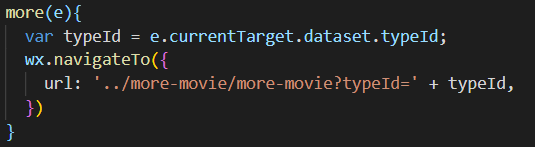 more(e){
  var typeId = e.currentTarget.dataset.typeId;
  wx.navigateTo({
    url: '../more-movie/more-movie?typeId=' + typeId,
  })
}